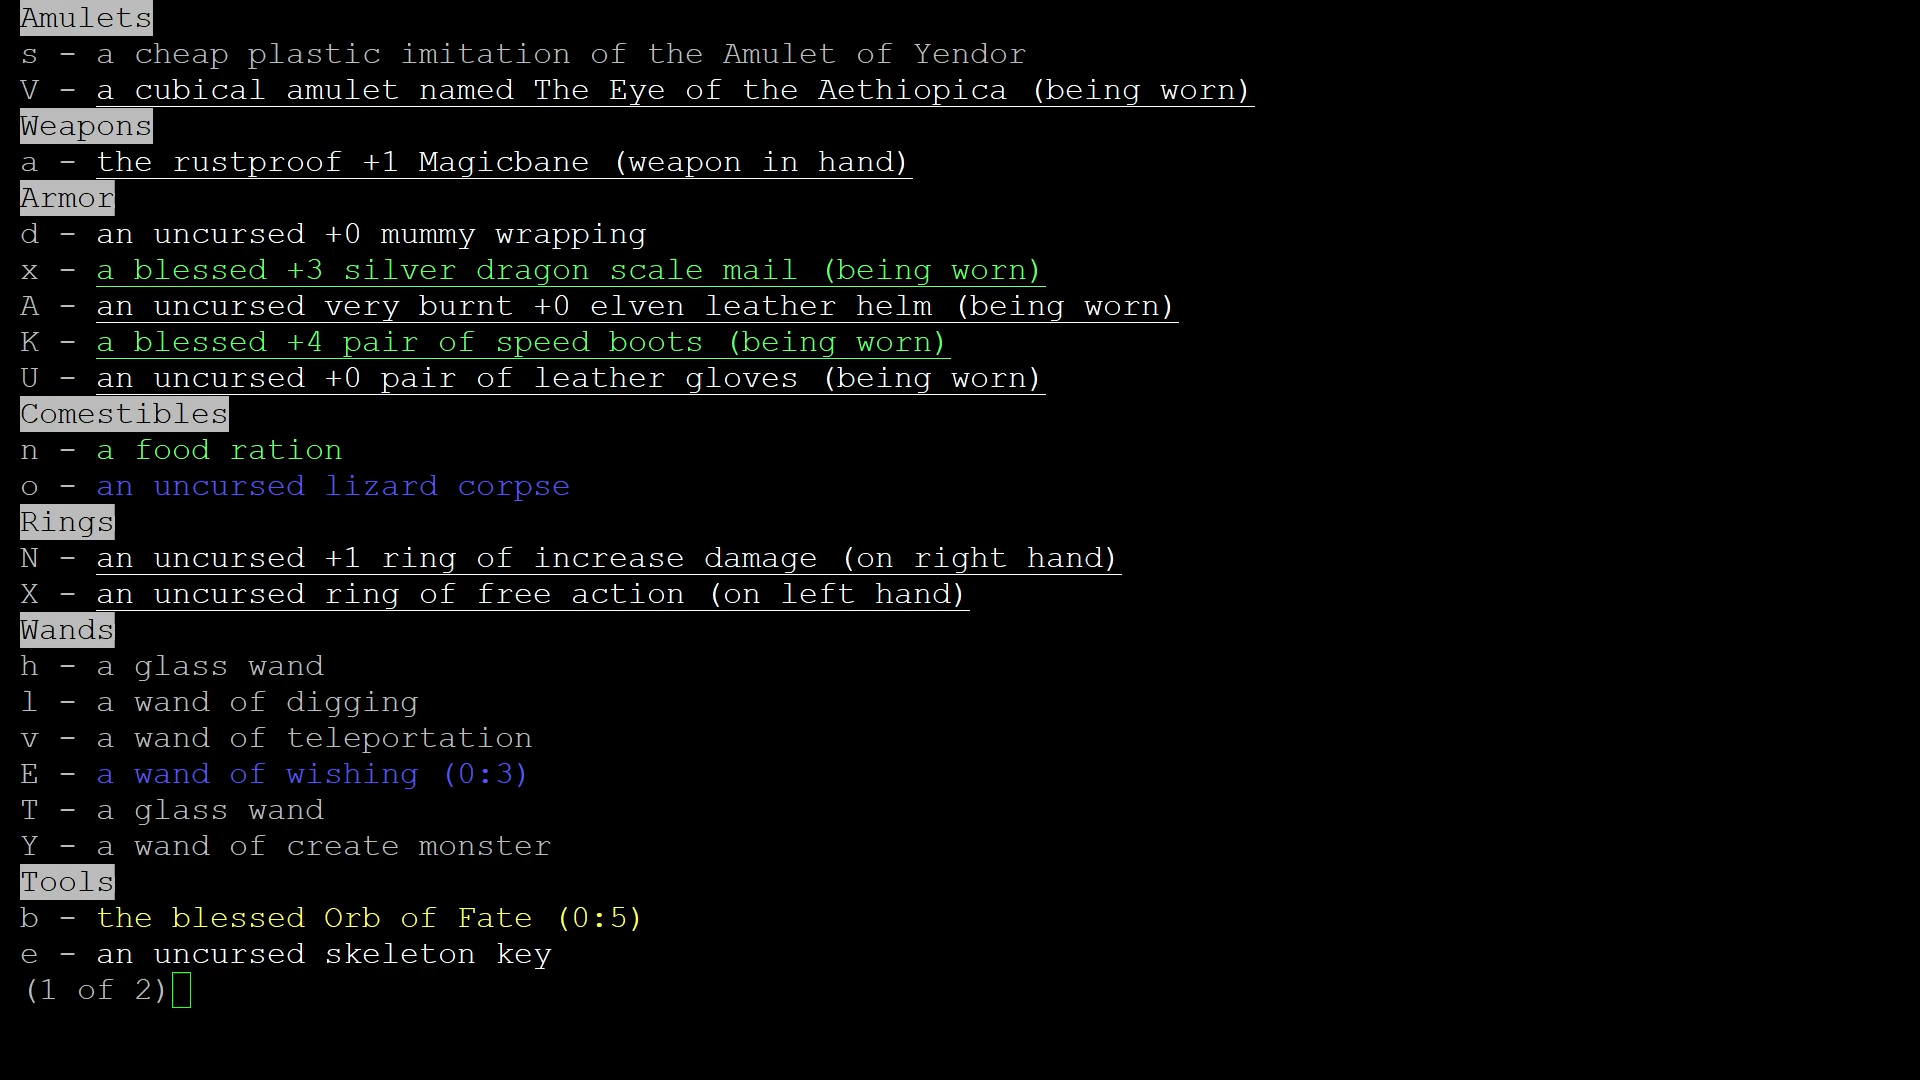 Amulets
s - a cheap plastic imitation of the Amulet of Yendor
V - a cubical amulet named The Eye of the Aethiopica (being worn)
Weapons
a - the rustproof +1 Magicbane (weapon in hand)
Armor
d - an uncursed +0 mummy wrapping
x - a blessed +3 silver dragon scale mail (being worn)
A - an uncursed very burnt +0 elven leather helm (being worn)
K - a blessed +4 pair of speed boots (being worn)
U - an uncursed +0 pair of leather gloves (being worn)
Comestibles
n - a food ration
o - an uncursed lizard corpse
Rings
N - an uncursed +1 ring of increase damage (on right hand)
X - an uncursed ring of free action (on left hand)
Wands
h - a glass wand
l - a wand of digging
v - a wand of teleportation
E - a wand of wishing (0:3)
T - a glass wand
Y - a wand of create monster
Tools
b - the blessed Orb of Fate (0:5)
e - an uncursed skeleton key
(1 of 2)